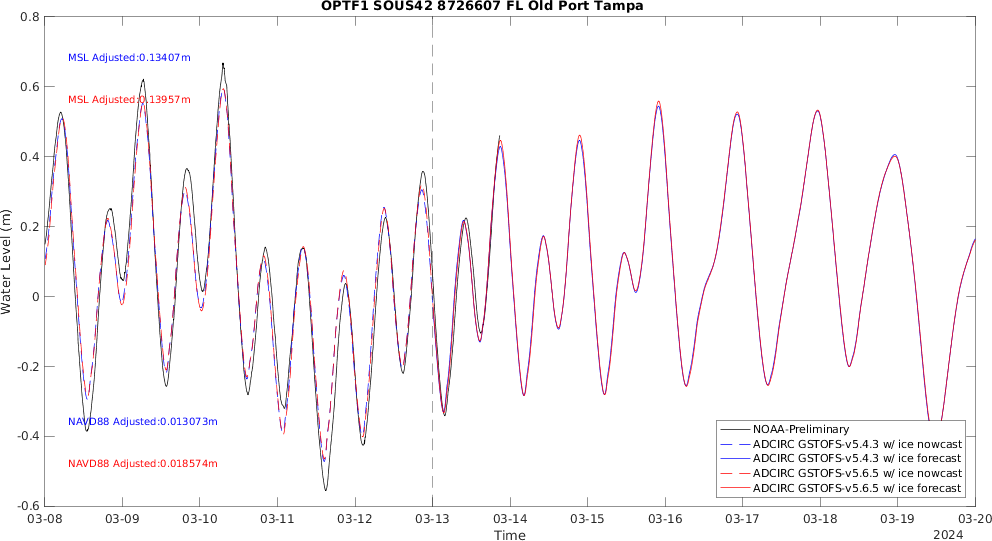 OPTF1 SOUS42 8726607 FL Old Port Tampa
0.8
0.6
0.4
0.2
0
-0.2
-0.4
-0.6
Water Level (m)
MSL Adjusted:0.13407m
MSL Adjusted:0.13957m
NAVD88 Adjusted:0.013073m
NAVD88 Adjusted:0.018574m
NOAA-Preliminary
ADCIRC GSTOFS-v5.4.3 w/ ice nowcast
ADCIRC GSTOFS-v5.4.3 w/ ice forecast
ADCIRC GSTOFS-v5.6.5 w/ ice nowcast
ADCIRC GSTOFS-v5.6.5 w/ ice forecast
03-08 03-09 03-10 03-11 03-12 03-13 03-14 03-15 03-16 03-17 03-18 03-19 03-20
Time
2024